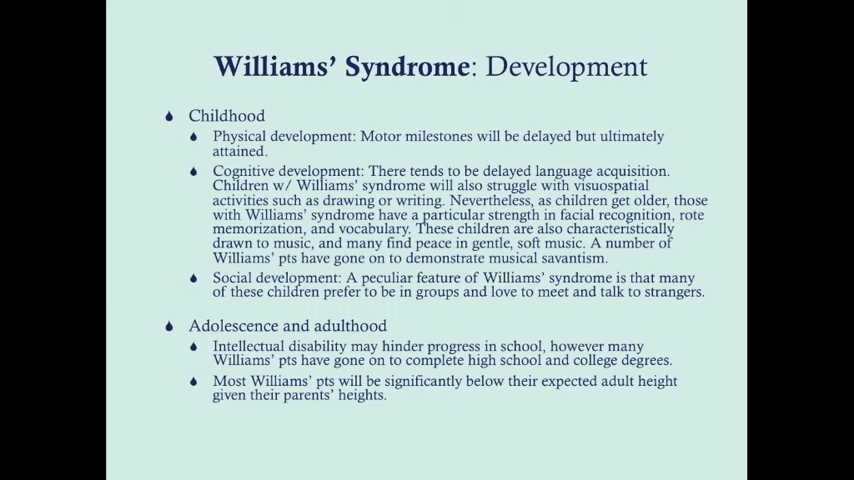 Williams’ Syndrome: Development
Childhood
Physical development: Motor milestones will be delayed but ultimately
attained.
Cognitive development: There tends to be delayed language acquisition.
Children w/ Williams’ syndrome will also struggle with visuospatial
activities such as drawing or writing. Nevertheless, as children get older, those
with Williams’ syndrome have a particular strength in facial recognition, rote
memorization, and vocabulary. These children are also characteristically
drawn to music, and many find peace in gentle, soft music. A number of
Williams’ pts have gone on to demonstrate musical savantism.
Social development: A peculiar feature of Williams’ syndrome is that many
of these children prefer to be in groups and love to meet and talk to strangers.
Adolescence and adulthood
Intellectual disability may hinder progress in school, however many
Williams’ pts have gone on to complete high school and college degrees.
Most Williams’ pts will be significantly below their expected adult height
given their parents’ heights.